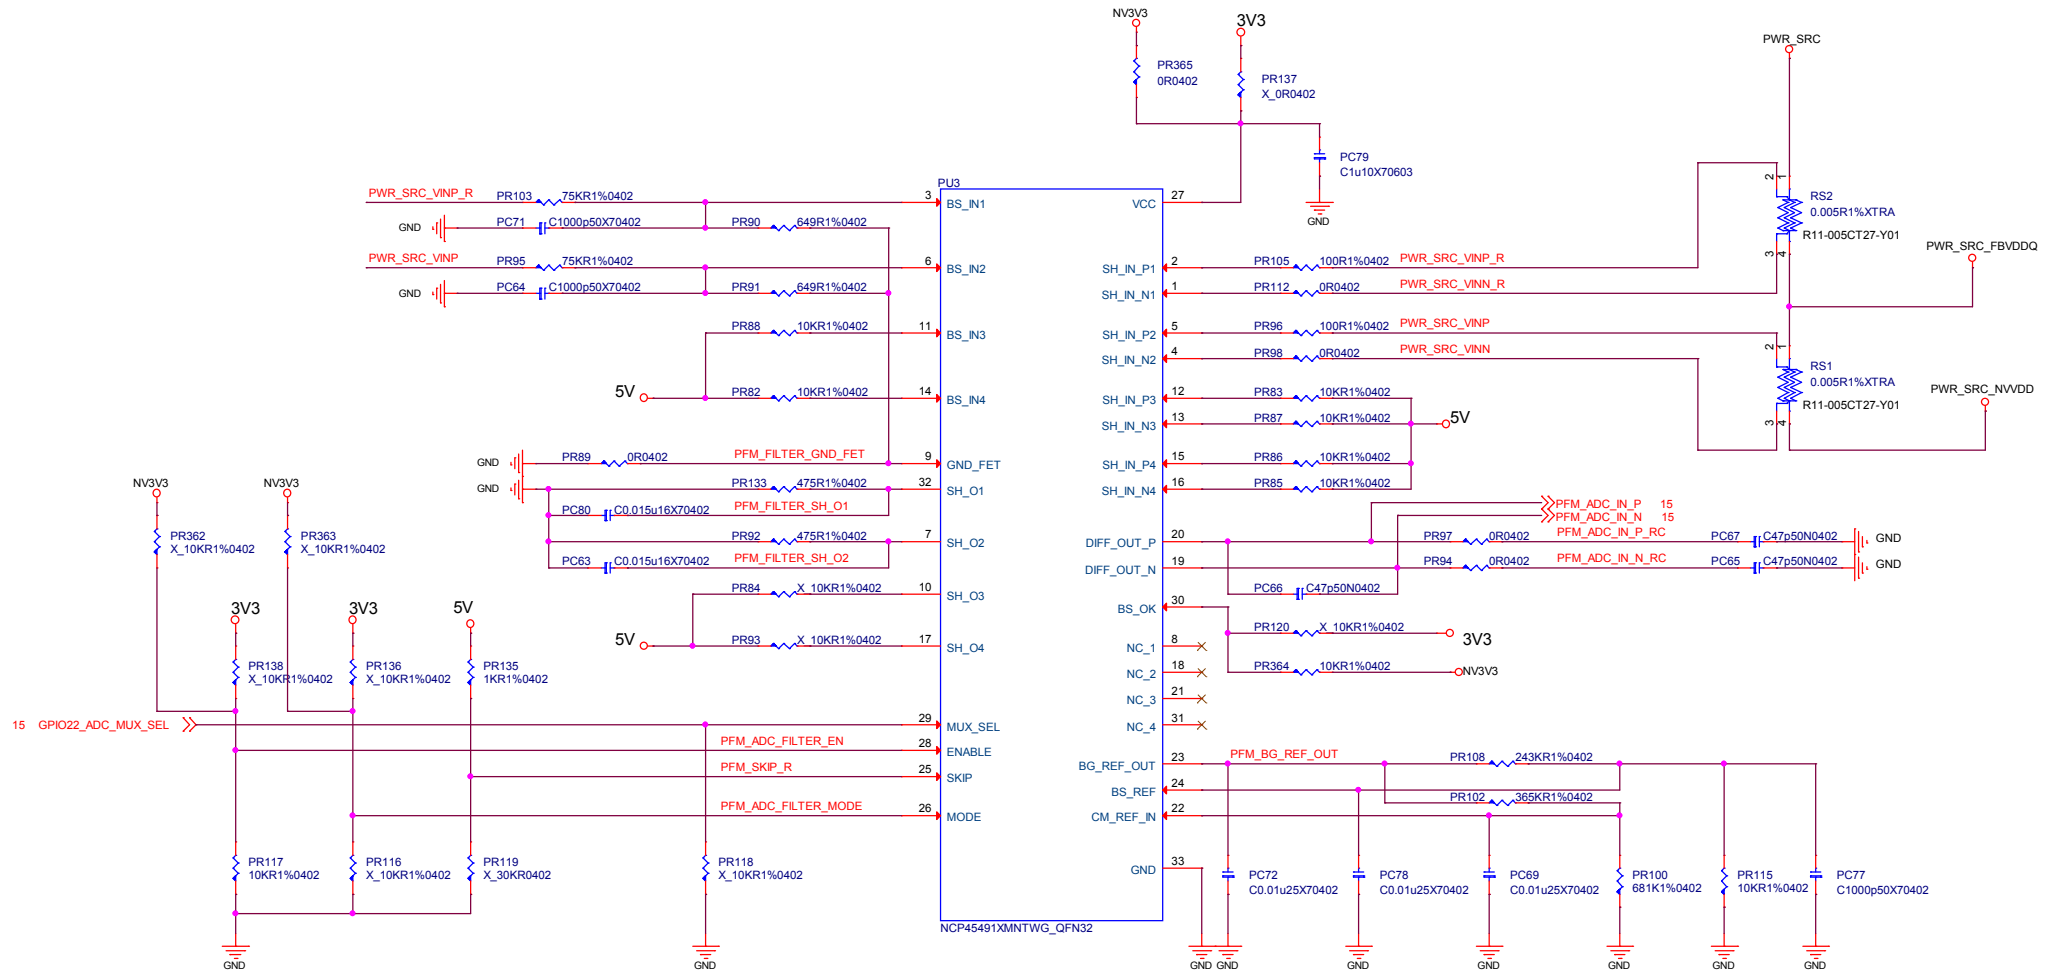 NV3V3
3V3
PWR_SRC
PR365
0R0402
PR137
X_0R0402
PC79
C1u10X70603
GND
PU3
PWR_SRC_VINP_R
PR103 75KR1%0402
3 BS_IN1
GND PC71 C1000p50X70402
PR90 649R1%0402
PWR_SRC_VINP
PR95 75KR1%0402
6 BS_IN2
GND PC64 C1000p50X70402
PR91 649R1%0402
PR88 10KR1%0402
11 BS_IN3
5V
PR82 10KR1%0402
14 BS_IN4
GND PR89 0R0402
PFM_FILTER_GND_FET
9 GND_FET
GND
PR133 475R1%0402
32 SH_O1
PC80 C0.015u16X70402
PFM_FILTER_SH_O1
PR92 475R1%0402
7 SH_O2
PC63 C0.015u16X70402
PFM_FILTER_SH_O2
PR84 X_10KR1%0402
10 SH_O3
5V
PR93 X_10KR1%0402
17 SH_O4
NV3V3
NV3V3
PR362
X_10KR1%0402
PR363
X_10KR1%0402
3V3
3V3
5V
PR138
X_10KR1%0402
PR136
X_10KR1%0402
PR135
1KR1%0402
15 GPIO22_ADC_MUX_SEL
29 MUX_SEL
PFM_ADC_FILTER_EN
28 ENABLE
PFM_SKIP_R
25 SKIP
PFM_ADC_FILTER_MODE
26 MODE
PR117
10KR1%0402
PR116
X_10KR1%0402
PR119
X_30KR0402
PR118
X_10KR1%0402
GND
GND
NCP45491XMNTWG_QFN32
VCC 27
SH_IN_P1 2
PR105 100R1%0402
PWR_SRC_VINP_R
SH_IN_N1 1
PR112 0R0402
PWR_SRC_VINN_R
SH_IN_P2 5
PR96 100R1%0402
PWR_SRC_VINP
SH_IN_N2 4
PR98 0R0402
PWR_SRC_VINN
SH_IN_P3 12
PR83 10KR1%0402
SH_IN_N3 13
PR87 10KR1%0402
5V
SH_IN_P4 15
PR86 10KR1%0402
SH_IN_N4 16
PR85 10KR1%0402
2 1
RS2
0.005R1%XTRA
R11-005CT27-Y01
3 4
PWR_SRC_FBVDDQ
2 1
RS1
0.005R1%XTRA
R11-005CT27-Y01
3 4
PWR_SRC_NVVDD
PFM_ADC_IN_P 15
PFM_ADC_IN_N 15
DIFF_OUT_P 20
PR97 0R0402
PFM_ADC_IN_P_RC
PC67 C47p50N0402
GND
DIFF_OUT_N 19
PR94 0R0402
PFM_ADC_IN_N_RC
PC65 C47p50N0402
GND
PC66 C47p50N0402
BS_OK 30
PR120 X_10KR1%0402
3V3
NC_1 8
PR364 10KR1%0402
NV3V3
NC_2 18
NC_3 21
NC_4 31
BG_REF_OUT 23
PFM_BG_REF_OUT
PR108 243KR1%0402
BS_REF 24
PR102 365KR1%0402
CM_REF_IN 22
GND 33
PC72
C0.01u25X70402
PC78
C0.01u25X70402
PC69
C0.01u25X70402
PR100
681K1%0402
PR115
10KR1%0402
PC77
C1000p50X70402
GND GND
GND
GND
GND
GND
GND